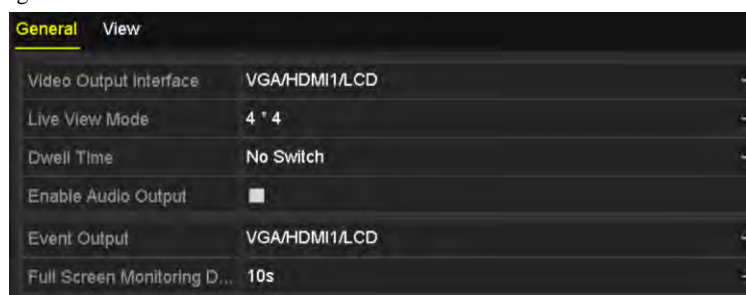 General View
Video Output Interface VGA/HDMI1/LCD
Live View Mode 4 * 4
Dwell Time No Switch
Enable Audio Output
Event Output VGA/HDMI1/LCD
Full Screen Monitoring D... 10s